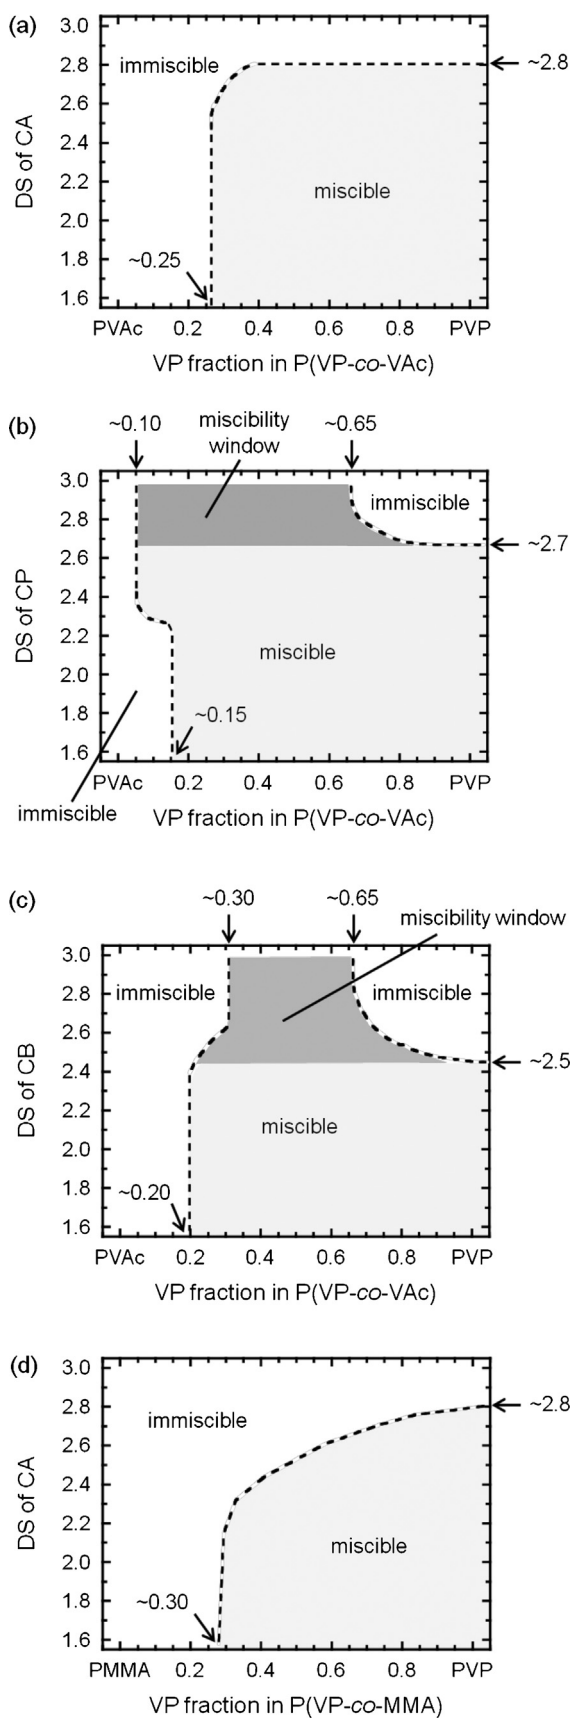 (a)
3.0
2.8
2.6
2.4
2.2
2.0
1.8
1.6
DS of CA
immiscible
~2.8
miscible
~0.25
PVAc 0.2 0.4 0.6 0.8 PVP
VP fraction in P(VP-co-VAc)
(b)
miscibility
window
~0.10
~0.65
3.0
2.8
2.6
2.4
2.2
2.0
1.8
1.6
DS of CP
immiscible
~2.7
miscible
~0.15
PVAc 0.2 0.4 0.6 0.8 PVP
immiscible
VP fraction in P(VP-co-VAc)
(c)
~0.30
~0.65
miscibility window
3.0
2.8
2.6
2.4
2.2
2.0
1.8
1.6
DS of CB
immiscible
immiscible
~2.5
miscible
~0.20
PVAc 0.2 0.4 0.6 0.8 PVP
VP fraction in P(VP-co-VAc)
(d)
3.0
2.8
2.6
2.4
2.2
2.0
1.8
1.6
DS of CA
immiscible
~2.8
miscible
~0.30
PMMA 0.2 0.4 0.6 0.8 PVP
VP fraction in P(VP-co-MMA)